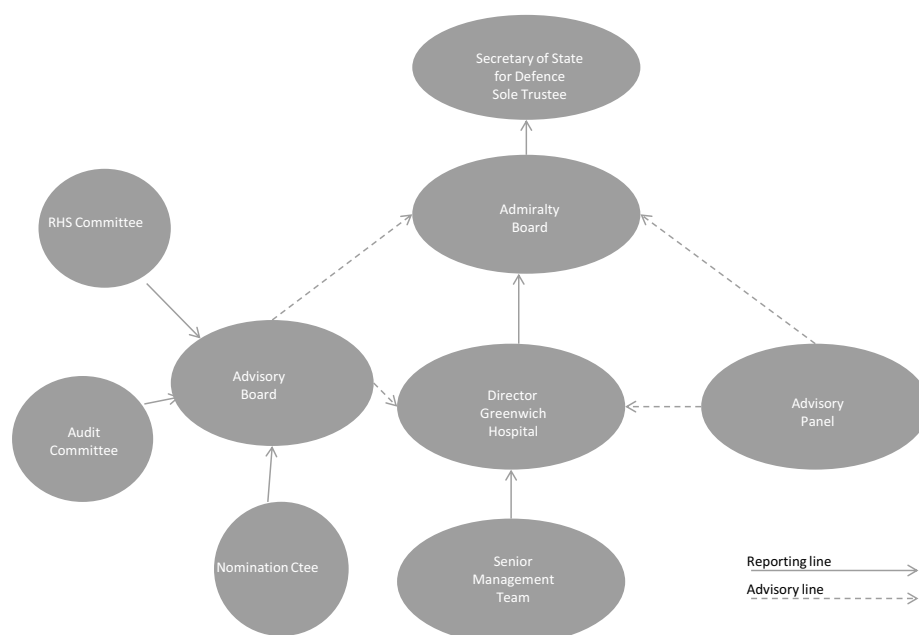 Secretary of State
for Defence
Sole Trustee
Admiralty
Board
RHS Committee
Advisory
Board
Director
Greenwich
Hospital
Advisory
Panel
Audit
Committee
Nomination Ctee
Senior
Management
Team
Reporting line
Advisory line